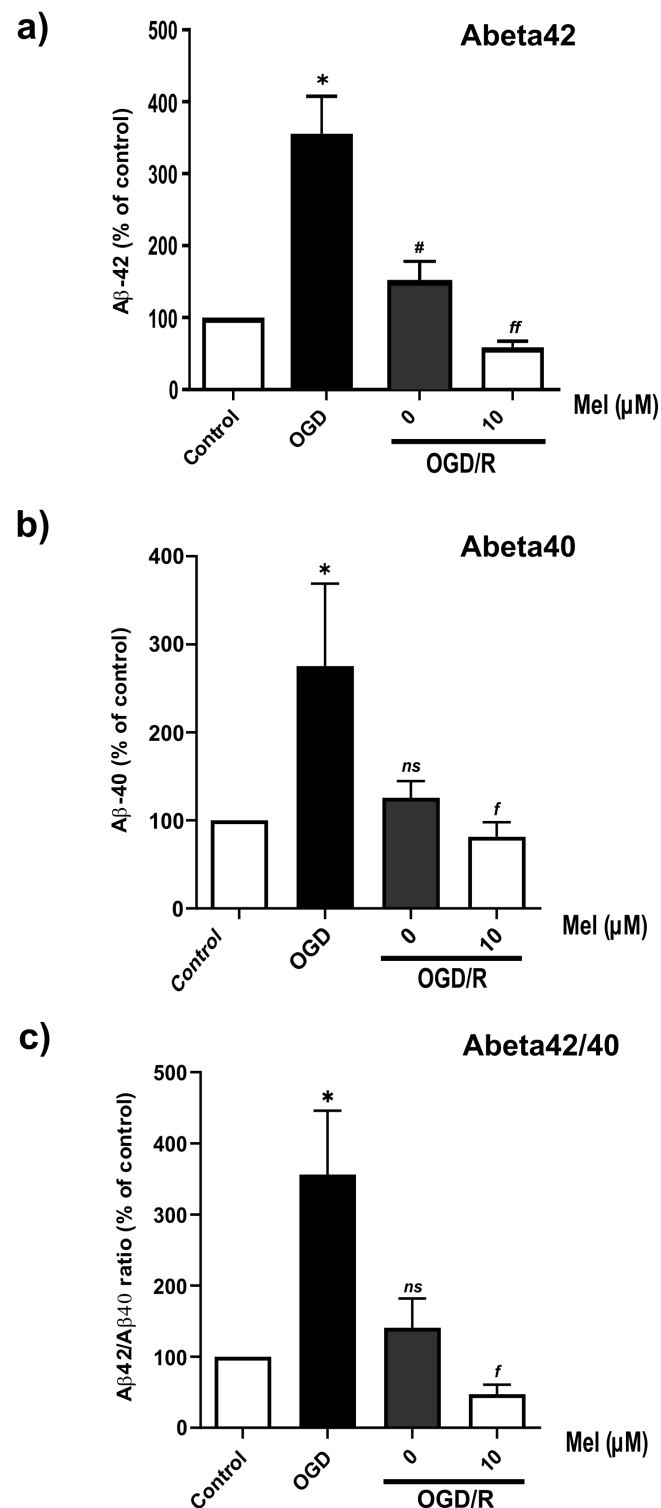 a)
Abeta42
Aβ-42 (% of control)
500
400
300
200
100
0
*
#
ff
Control
OGD
0
10
Mel (µM)
OGD/R
b)
Abeta40
Aβ-40 (% of control)
400
300
200
100
0
*
ns
f
Control
OGD
0
10
Mel (µM)
OGD/R
c)
Abeta42/40
Aβ42/Aβ40 ratio (% of control)
500
400
300
200
100
0
*
ns
f
Control
OGD
0
10
Mel (µM)
OGD/R